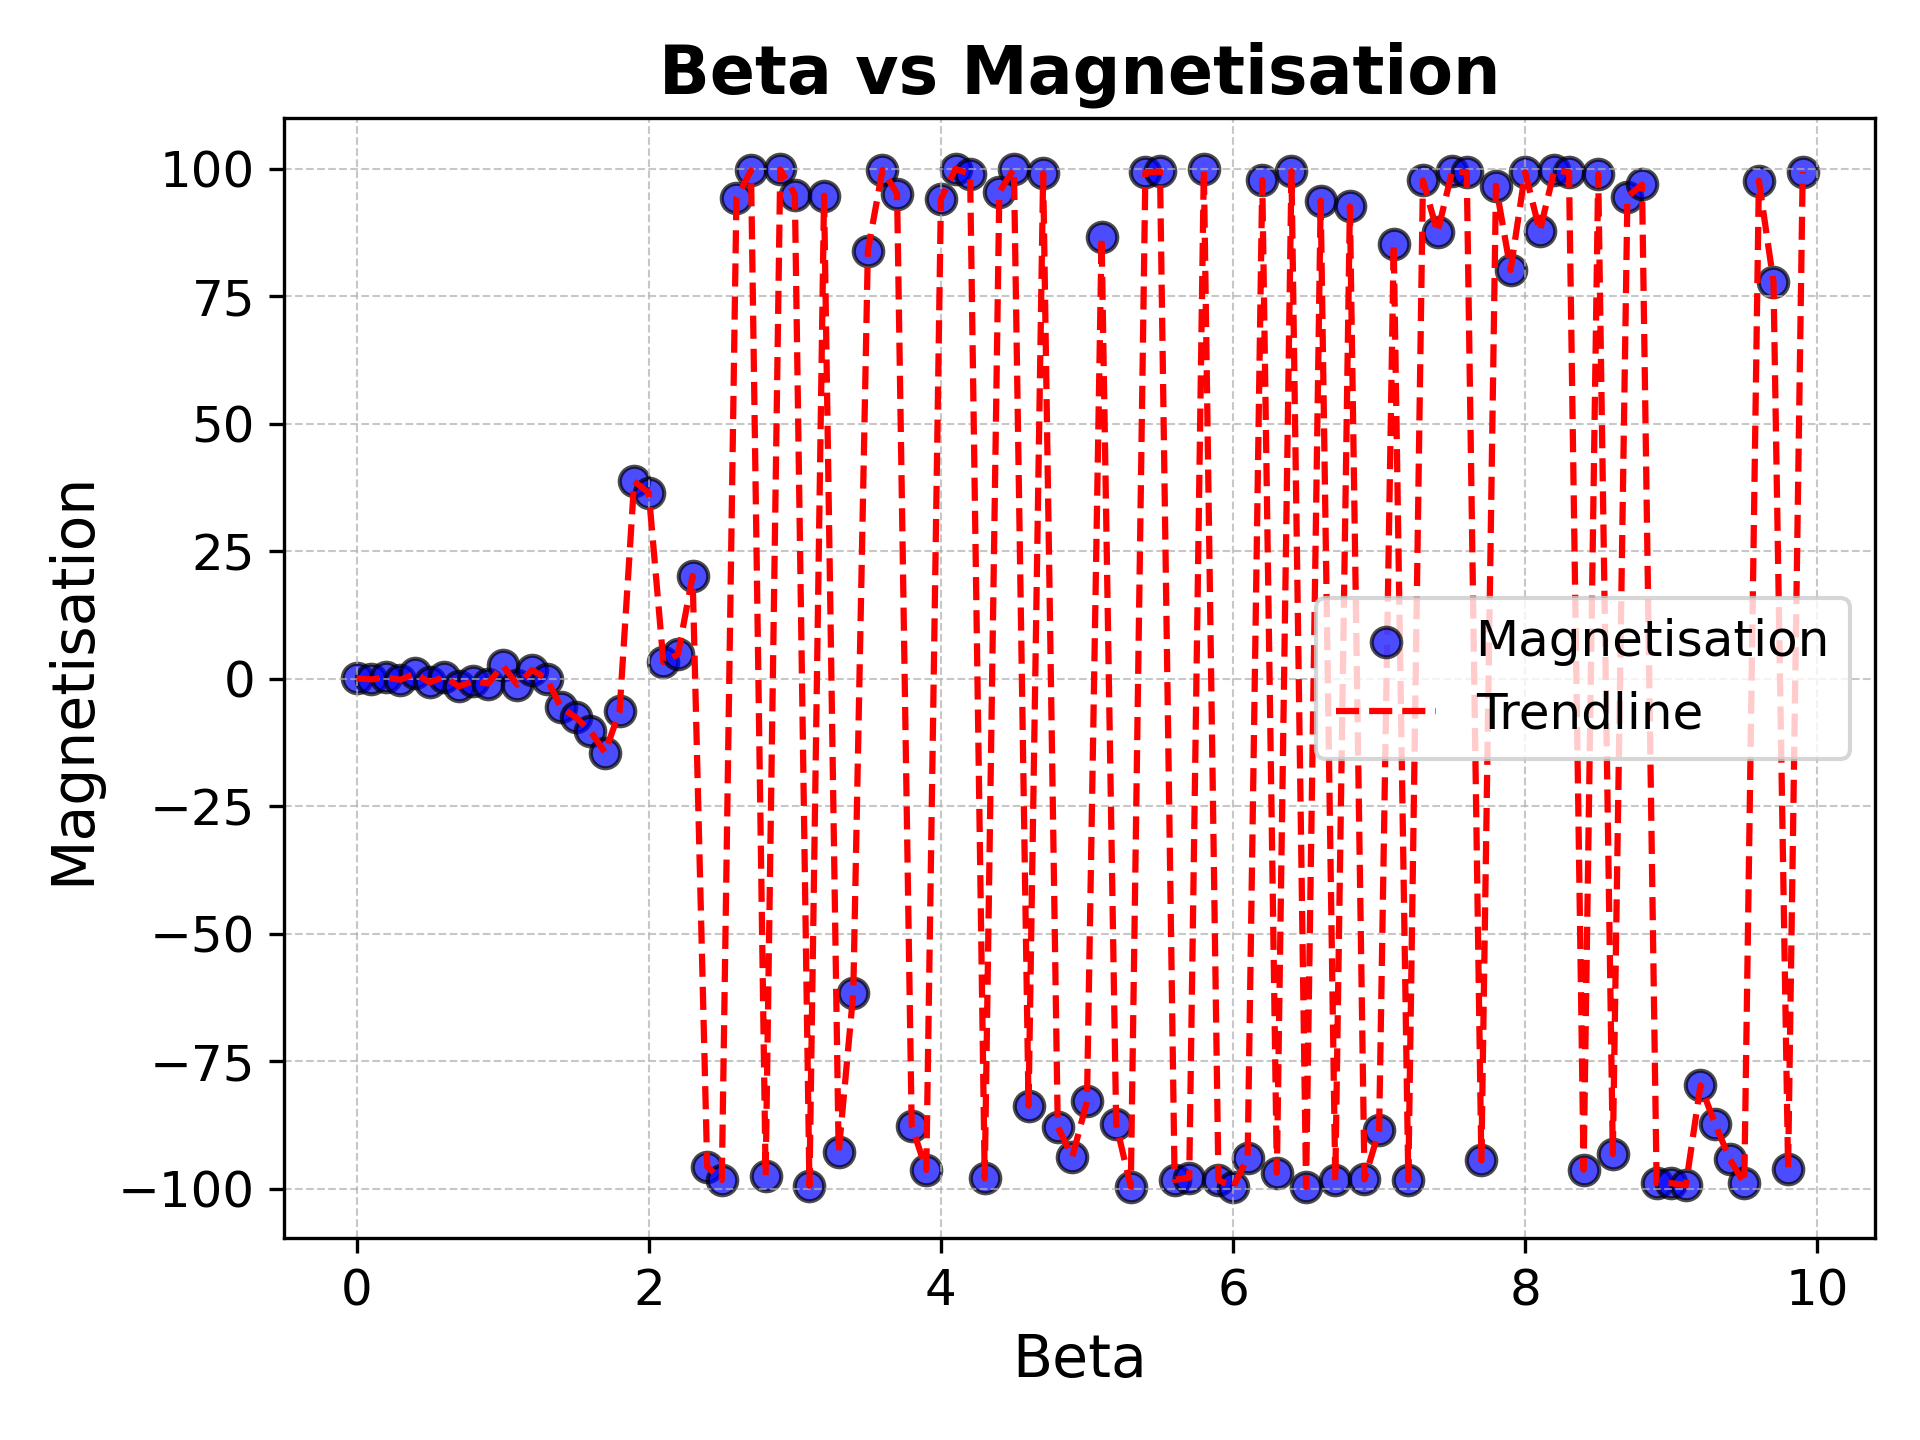 Beta vs Magnetisation
Magnetisation
100
75
50
25
0
−25
−50
−75
−100
Magnetisation
Trendline
0 2 4 6 8 10
Beta